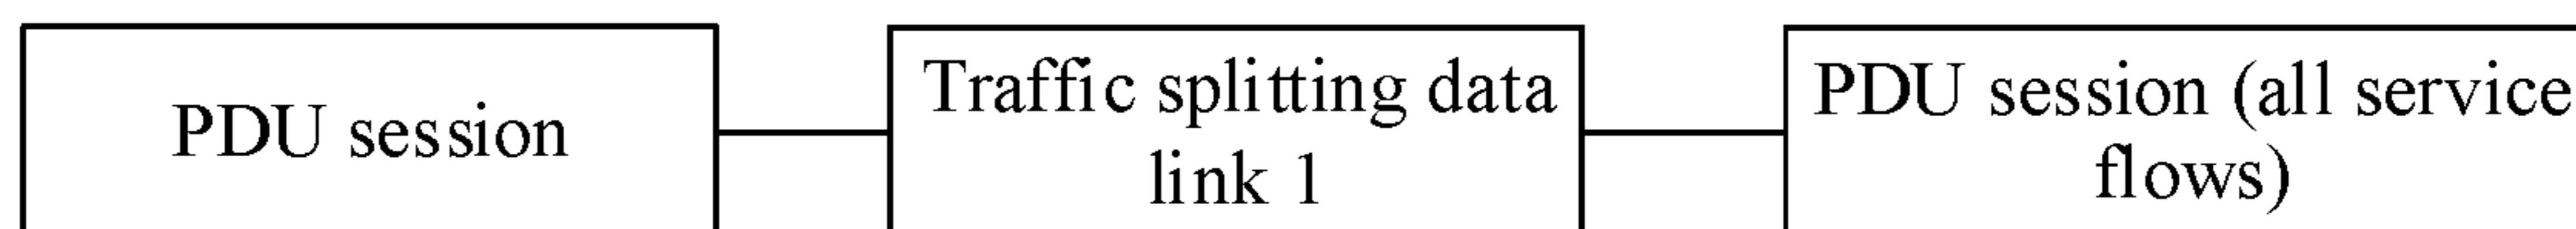 PDU session
Traffic splitting data
link 1
PDU session (all service
flows)